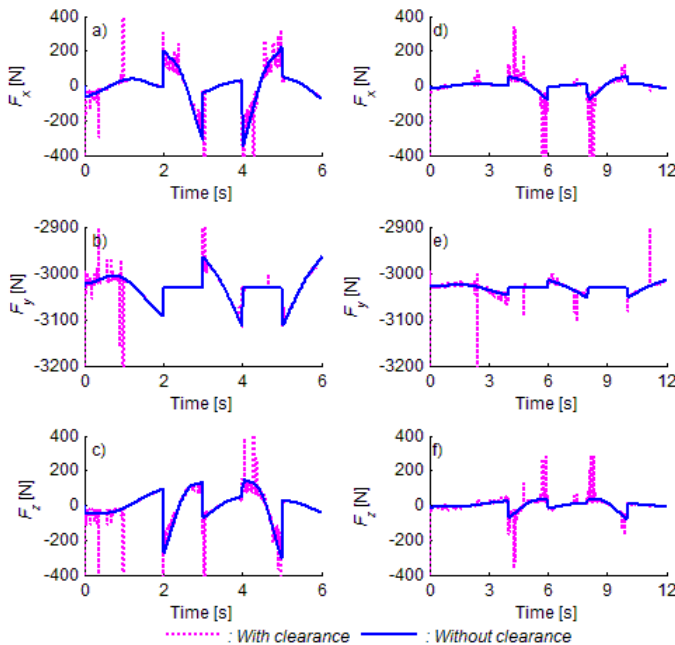 400
200
0
-200
-400
F_x [N]
a)
0 2 4 6
Time [s]
400
200
0
-200
-400
F_x [N]
d)
0 3 6 9 12
Time [s]
-2900
-3000
-3100
-3200
F_y [N]
b)
0 2 4 6
Time [s]
-2900
-3000
-3100
-3200
F_y [N]
e)
0 3 6 9 12
Time [s]
400
200
0
-200
-400
F_z [N]
c)
0 2 4 6
Time [s]
400
200
0
-200
-400
F_z [N]
f)
0 3 6 9 12
Time [s]
: With clearance : Without clearance